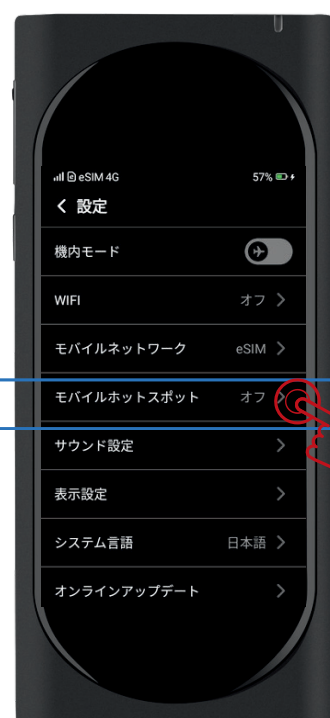 eSIM 4G 57%
設定
機内モード
WIFI オフ
モバイルネットワーク eSIM
モバイルホットスポット オフ
サウンド設定
表示設定
システム言語 日本語
オンラインアップデート